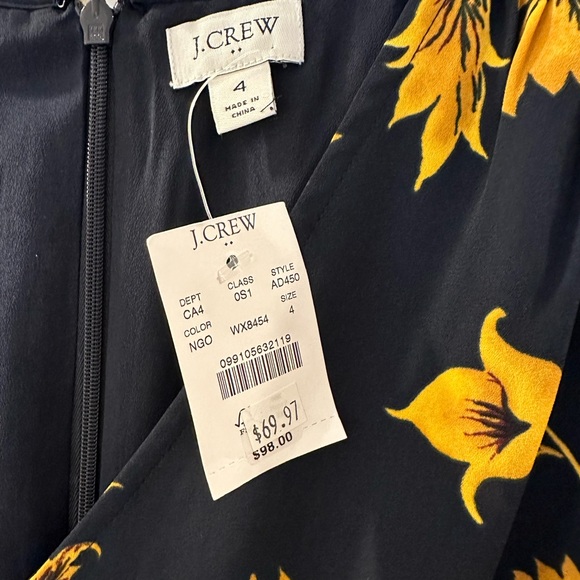 J.CREW
4
MADE IN
CHINA
J.CREW
DEPT CLASS STYLE
CA4 0S1 AD450
COLOR SIZE
NGO WX8454 4
099105632119
$69.97
$98.00